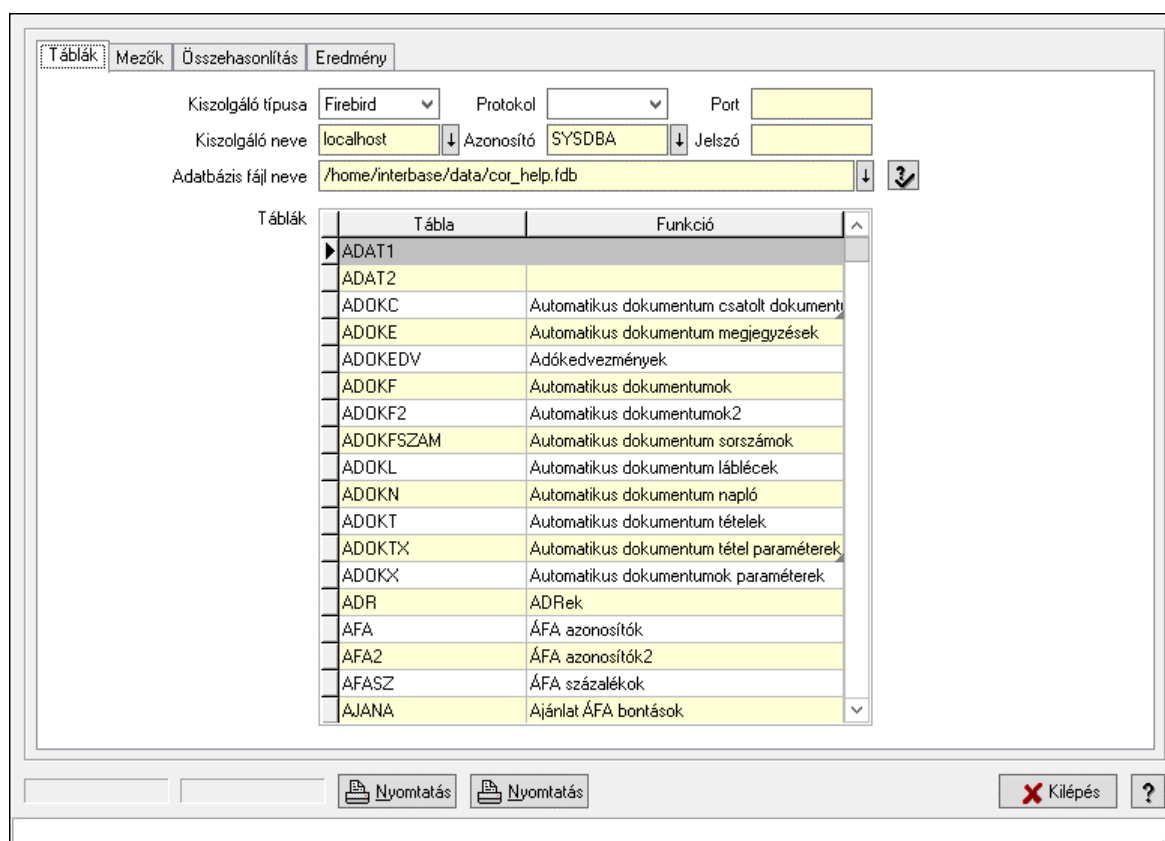 Táblák Mezők Összehasonlítás Eredmény
Kiszolgáló típusa Firebird Protokol Port
Kiszolgáló neve localhost Azonosító SYSDBA Jelszó
Adatbázis fájl neve /home/interbase/data/cor_help.fdb
Táblák Tábla Funkció
ADAT1
ADAT2
ADOKC Automatikus dokumentum csatolt
ADOKE Automatikus dokumentum megjegyzések
ADOKEDV Adókedvezmények
ADOKF Automatikus dokumentumok
ADOKF2 Automatikus dokumentumok2
ADOKFSZAM Automatikus dokumentum sorszámok
ADOKL Automatikus dokumentum láblécek
ADOKN Automatikus dokumentum napló
ADOKT Automatikus dokumentum tételek
ADOKTX Automatikus dokumentum tétel paraméterek
ADOKX Automatikus dokumentumok paraméterek
ADR ADRek
AFA ÁFA azonosítók
AFA2 ÁFA azonosítók2
AFASZ ÁFA százalékok
AJANA Ajánlat ÁFA bontások
Nyomtatás Nyomtatás Kilépés ?